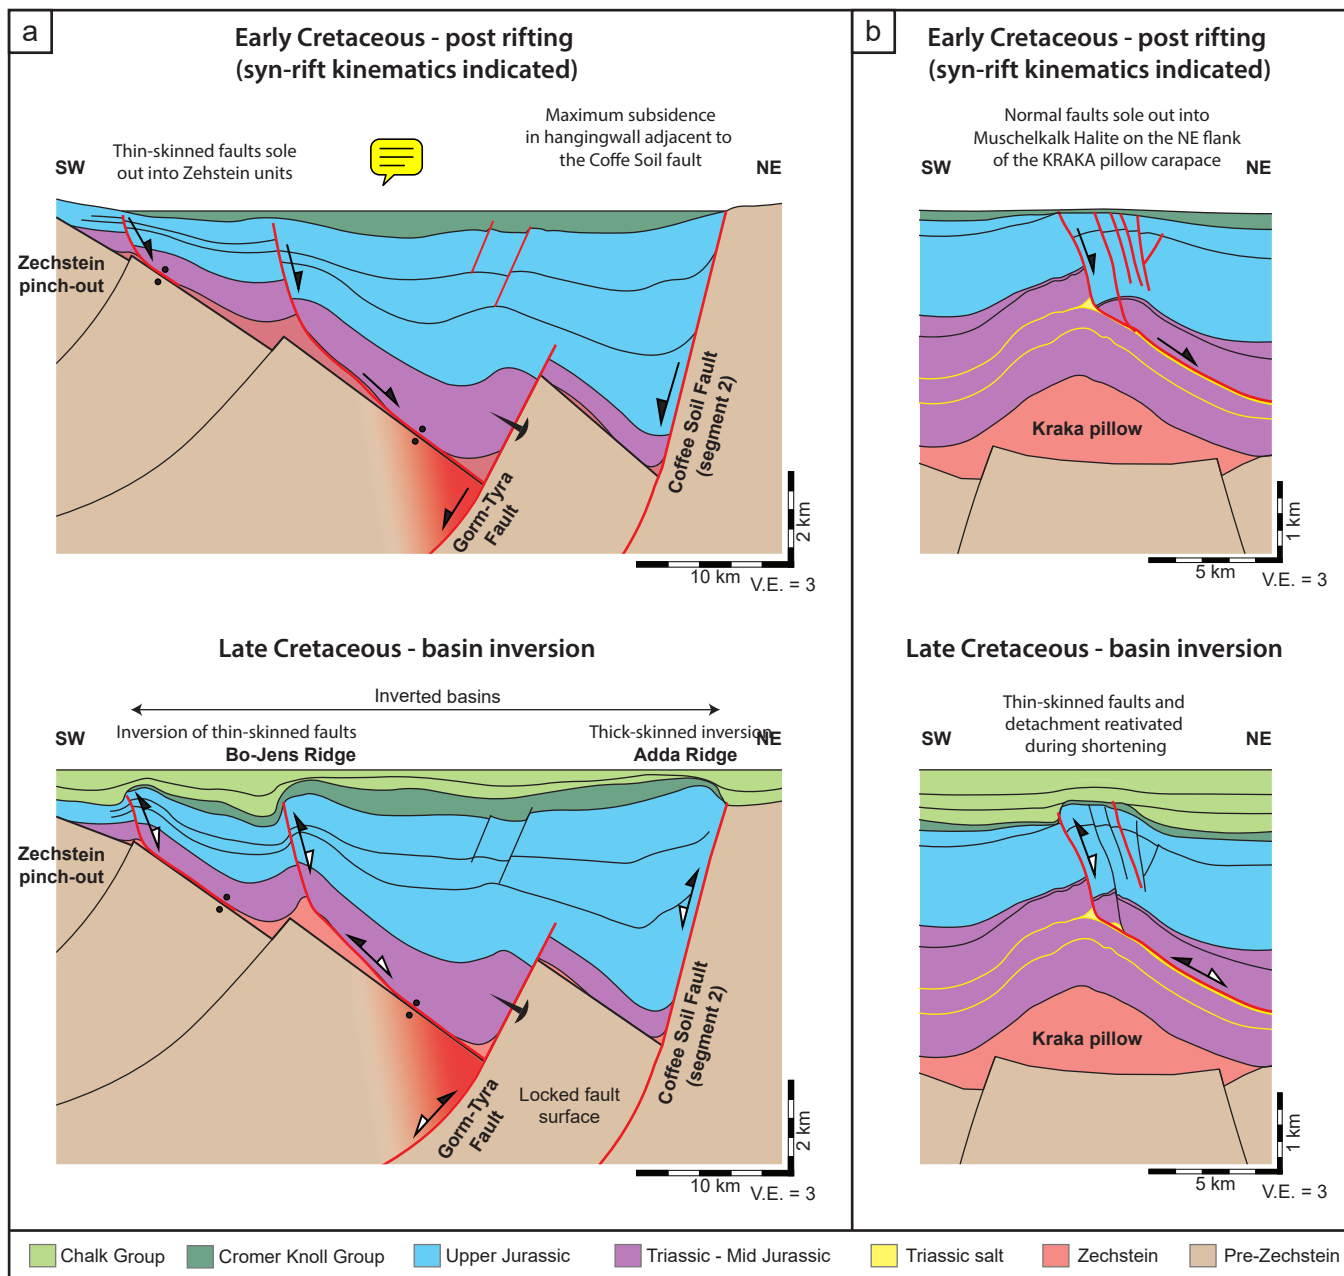 a
Early Cretaceous - post rifting
(syn-rift kinematics indicated)
Thin-skinned faults sole
out into Zehstein units
Maximum subsidence
in hangingwall adjacent to
the Coffe Soil fault
SW
NE
Zechstein
pinch-out
Gorm-Tyra
Fault
Coffee Soil Fault
(segment 2)
2 km
10 km
V.E. = 3
Late Cretaceous - basin inversion
Inverted basins
SW
Inversion of thin-skinned faults
Bo-Jens Ridge
Thick-skinned inversion
Adda Ridge
NE
Zechstein
pinch-out
Gorm-Tyra
Fault
Locked fault
surface
Coffee Soil Fault
(segment 2)
2 km
10 km
V.E. = 3
b
Early Cretaceous - post rifting
(syn-rift kinematics indicated)
Normal faults sole out into
Muschelkalk Halite on the NE flank
of the KRAKA pillow carapace
SW
NE
Kraka pillow
1 km
5 km
V.E. = 3
Late Cretaceous - basin inversion
Thin-skinned faults and
detachment reativated
during shortening
SW
NE
Kraka pillow
1 km
5 km
V.E. = 3
Chalk Group
Cromer Knoll Group
Upper Jurassic
Triassic - Mid Jurassic
Triassic salt
Zechstein
Pre-Zechstein